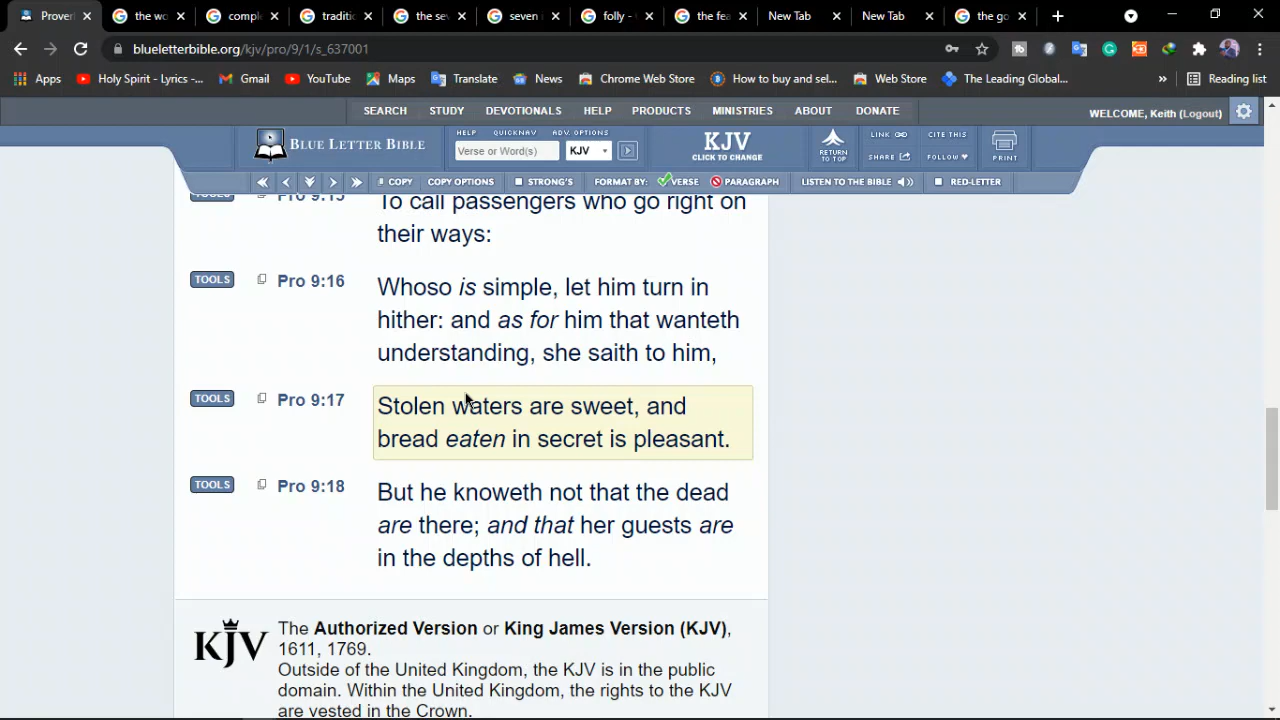 Prover
the wo
compl
traditi
the sev
seven
folly -
the fea
New Tab
New Tab
the go
blueletterbible.org/kjv/pro/9/1/s_637001
Apps
Holy Spirit - Lyrics -...
Gmail
YouTube
Maps
Translate
News
Chrome Web Store
How to buy and sel...
Web Store
The Leading Global...
»
Reading list
SEARCH STUDY DEVOTIONALS HELP PRODUCTS MINISTRIES ABOUT DONATE
WELCOME, Keith (Logout)
BLUE LETTER BIBLE
HELP QUICKNAV ADV. OPTIONS
Verse or Word(s)
KJV
KJV
CLICK TO CHANGE
RETURN
TO TOP
LINK
CITE THIS
SHARE
FOLLOW
PRINT
COPY COPY OPTIONS STRONG'S FORMAT BY: VERSE PARAGRAPH LISTEN TO THE BIBLE RED-LETTER
TOOLS Pro 9:15 To call passengers who go right on
their ways:
TOOLS Pro 9:16 Whoso is simple, let him turn in
hither: and as for him that wanteth
understanding, she saith to him,
TOOLS Pro 9:17 Stolen waters are sweet, and
bread eaten in secret is pleasant.
TOOLS Pro 9:18 But he knoweth not that the dead
are there; and that her guests are
in the depths of hell.
KJV
The Authorized Version or King James Version (KJV),
1611, 1769.
Outside of the United Kingdom, the KJV is in the public
domain. Within the United Kingdom, the rights to the KJV
are vested in the Crown.